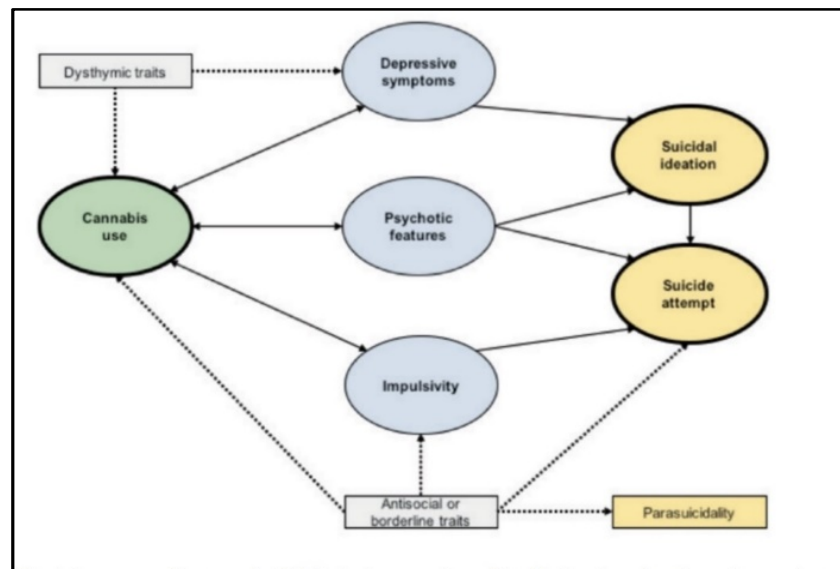 Dysthymic traits
Depressive
symptoms
Suicidal
ideation
Cannabis
use
Psychotic
features
Suicide
attempt
Impulsivity
Antisocial or
borderline traits
Parasuicidality